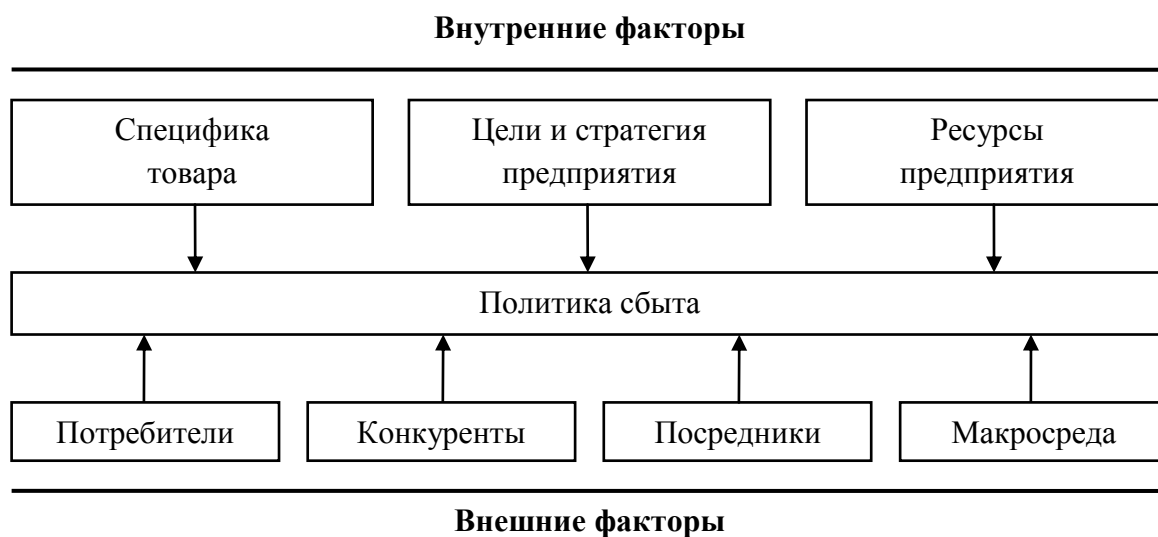 Внутренние факторы
Специфика
товара
Цели и стратегия
предприятия
Ресурсы
предприятия
Политика сбыта
Потребители
Конкуренты
Посредники
Макросреда
Внешние факторы